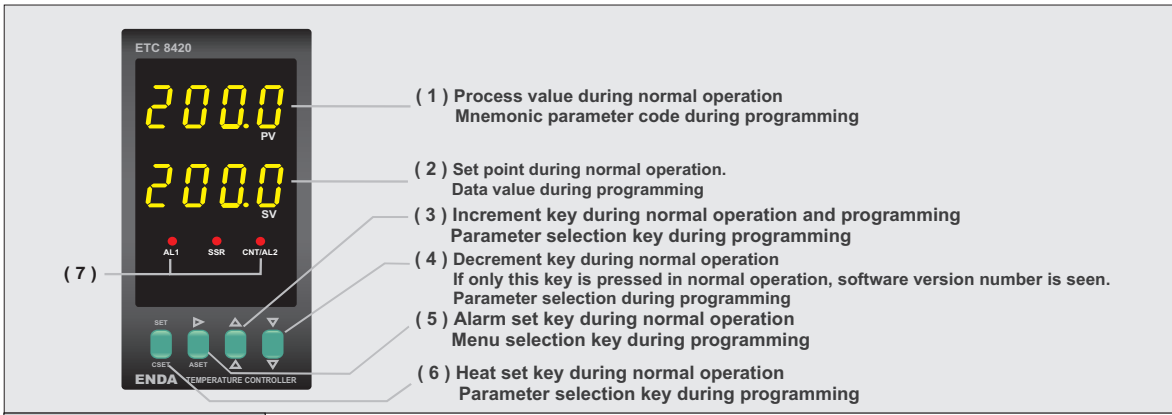 ETC 8420
200.0
PV
200.0
SV
AL1 SSR CNT/AL2
( 7 )
SET
CSET ASET
ENDA TEMPERATURE CONTROLLER
( 1 ) Process value during normal operation
Mnemonic parameter code during programming
( 2 ) Set point during normal operation.
Data value during programming
( 3 ) Increment key during normal operation and programming
Parameter selection key during programming
( 4 ) Decrement key during normal operation
If only this key is pressed in normal operation, software version number is seen.
Parameter selection during programming
( 5 ) Alarm set key during normal operation
Menu selection key during programming
( 6 ) Heat set key during normal operation
Parameter selection key during programming